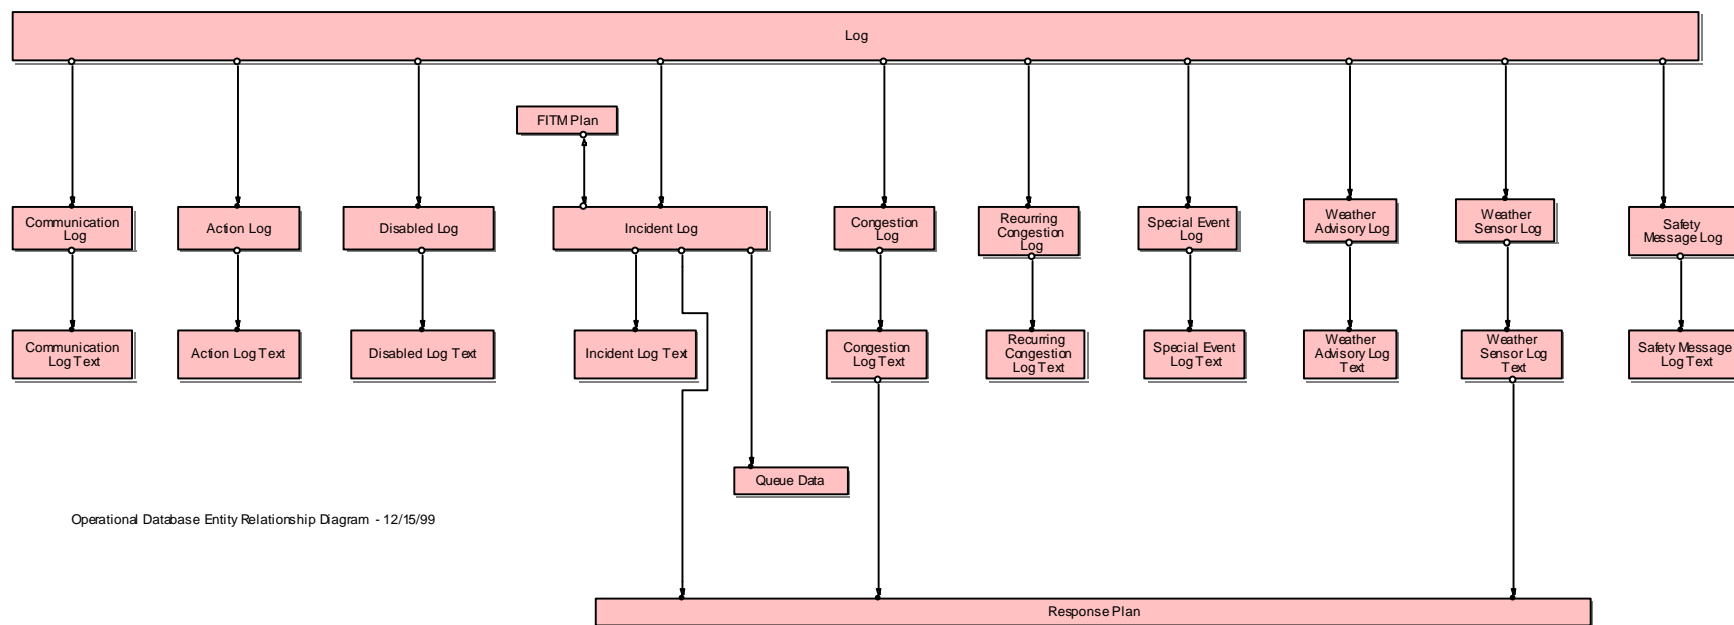 Log
FITM Plan
Communication
Log
Action Log
Disabled Log
Incident Log
Congestion
Log
Recurring
Congestion
Log
Special Event
Log
Weather
Advisory Log
Weather
Sensor Log
Safety
Message Log
Communication
Log Text
Action Log Text
Disabled Log Text
Incident Log Text
Congestion
Log Text
Recurring
Congestion
Log Text
Special Event
Log Text
Weather
Advisory Log
Text
Weather
Sensor Log
Text
Safety Message
Log Text
Queue Data
Operational Database Entity Relationship Diagram - 12/15/99
Response Plan